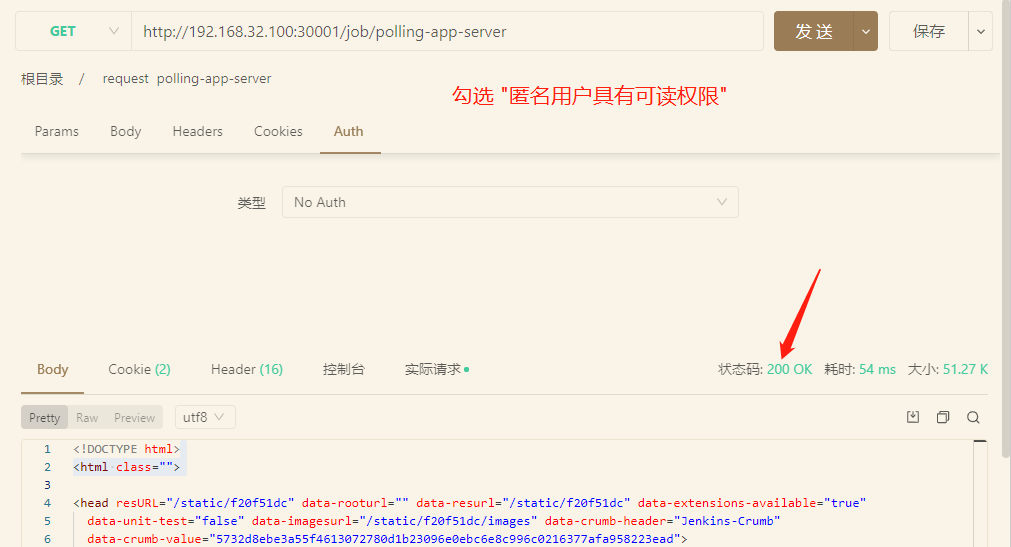 GET http://192.168.32.100:30001/job/polling-app-server 发 送 保存
根目录 / request polling-app-server
勾选 "匿名用户具有可读权限"
Params Body Headers Cookies Auth
类型 No Auth
Body Cookie (2) Header (16) 控制台 实际请求 状态码: 200 OK 耗时: 54 ms 大小: 51.27 K
Pretty Raw Preview utf8
1 <!DOCTYPE html>
2 <html class="">
3
4 <head resURL="/static/f20f51dc" data-rooturl="" data-resurl="/static/f20f51dc" data-extensions-available="true"
5 data-unit-test="false" data-imagesurl="/static/f20f51dc/images" data-crumb-header="Jenkins-Crumb"
6 data-crumb-value="5732d8ebe3a55f4613072780d1b23096e0ebc6e8c996c0216377afa958223ead">